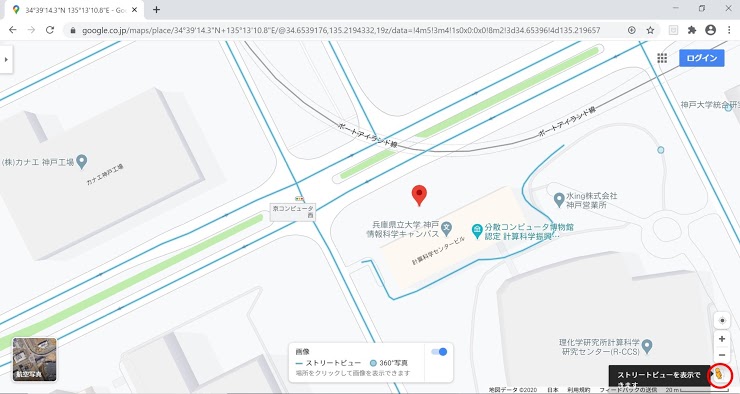 34°39'14.3"N 135°13'10.8"E - Goo
google.co.jp/maps/place/34°39'14.3"N+135°13'10.8"E/@34.6539176,135.2194332,19z/data=!4m5!3m4!1s0x0:0x0!8m2!3d34.65396!4d135.219657
ログイン
神戸大学統合研
ポートアイランド線
ポートアイランド線
(株)カナエ 神戸工場
カナエ神戸工場
京コンピュータ
西
水ing株式会社
神戸営業所
兵庫県立大学 神戸
情報科学キャンパス
分散コンピュータ博物館
認定 計算科学振興…
計算科学センタービル
理化学研究所計算科学
研究センター(R-CCS)
画像
ストリートビュー 360°写真
場所をクリックして画像を表示できます
航空写真
ストリートビューを表示で
きます
地図データ ©2020 日本 利用規約 フィードバックの送信 20 m